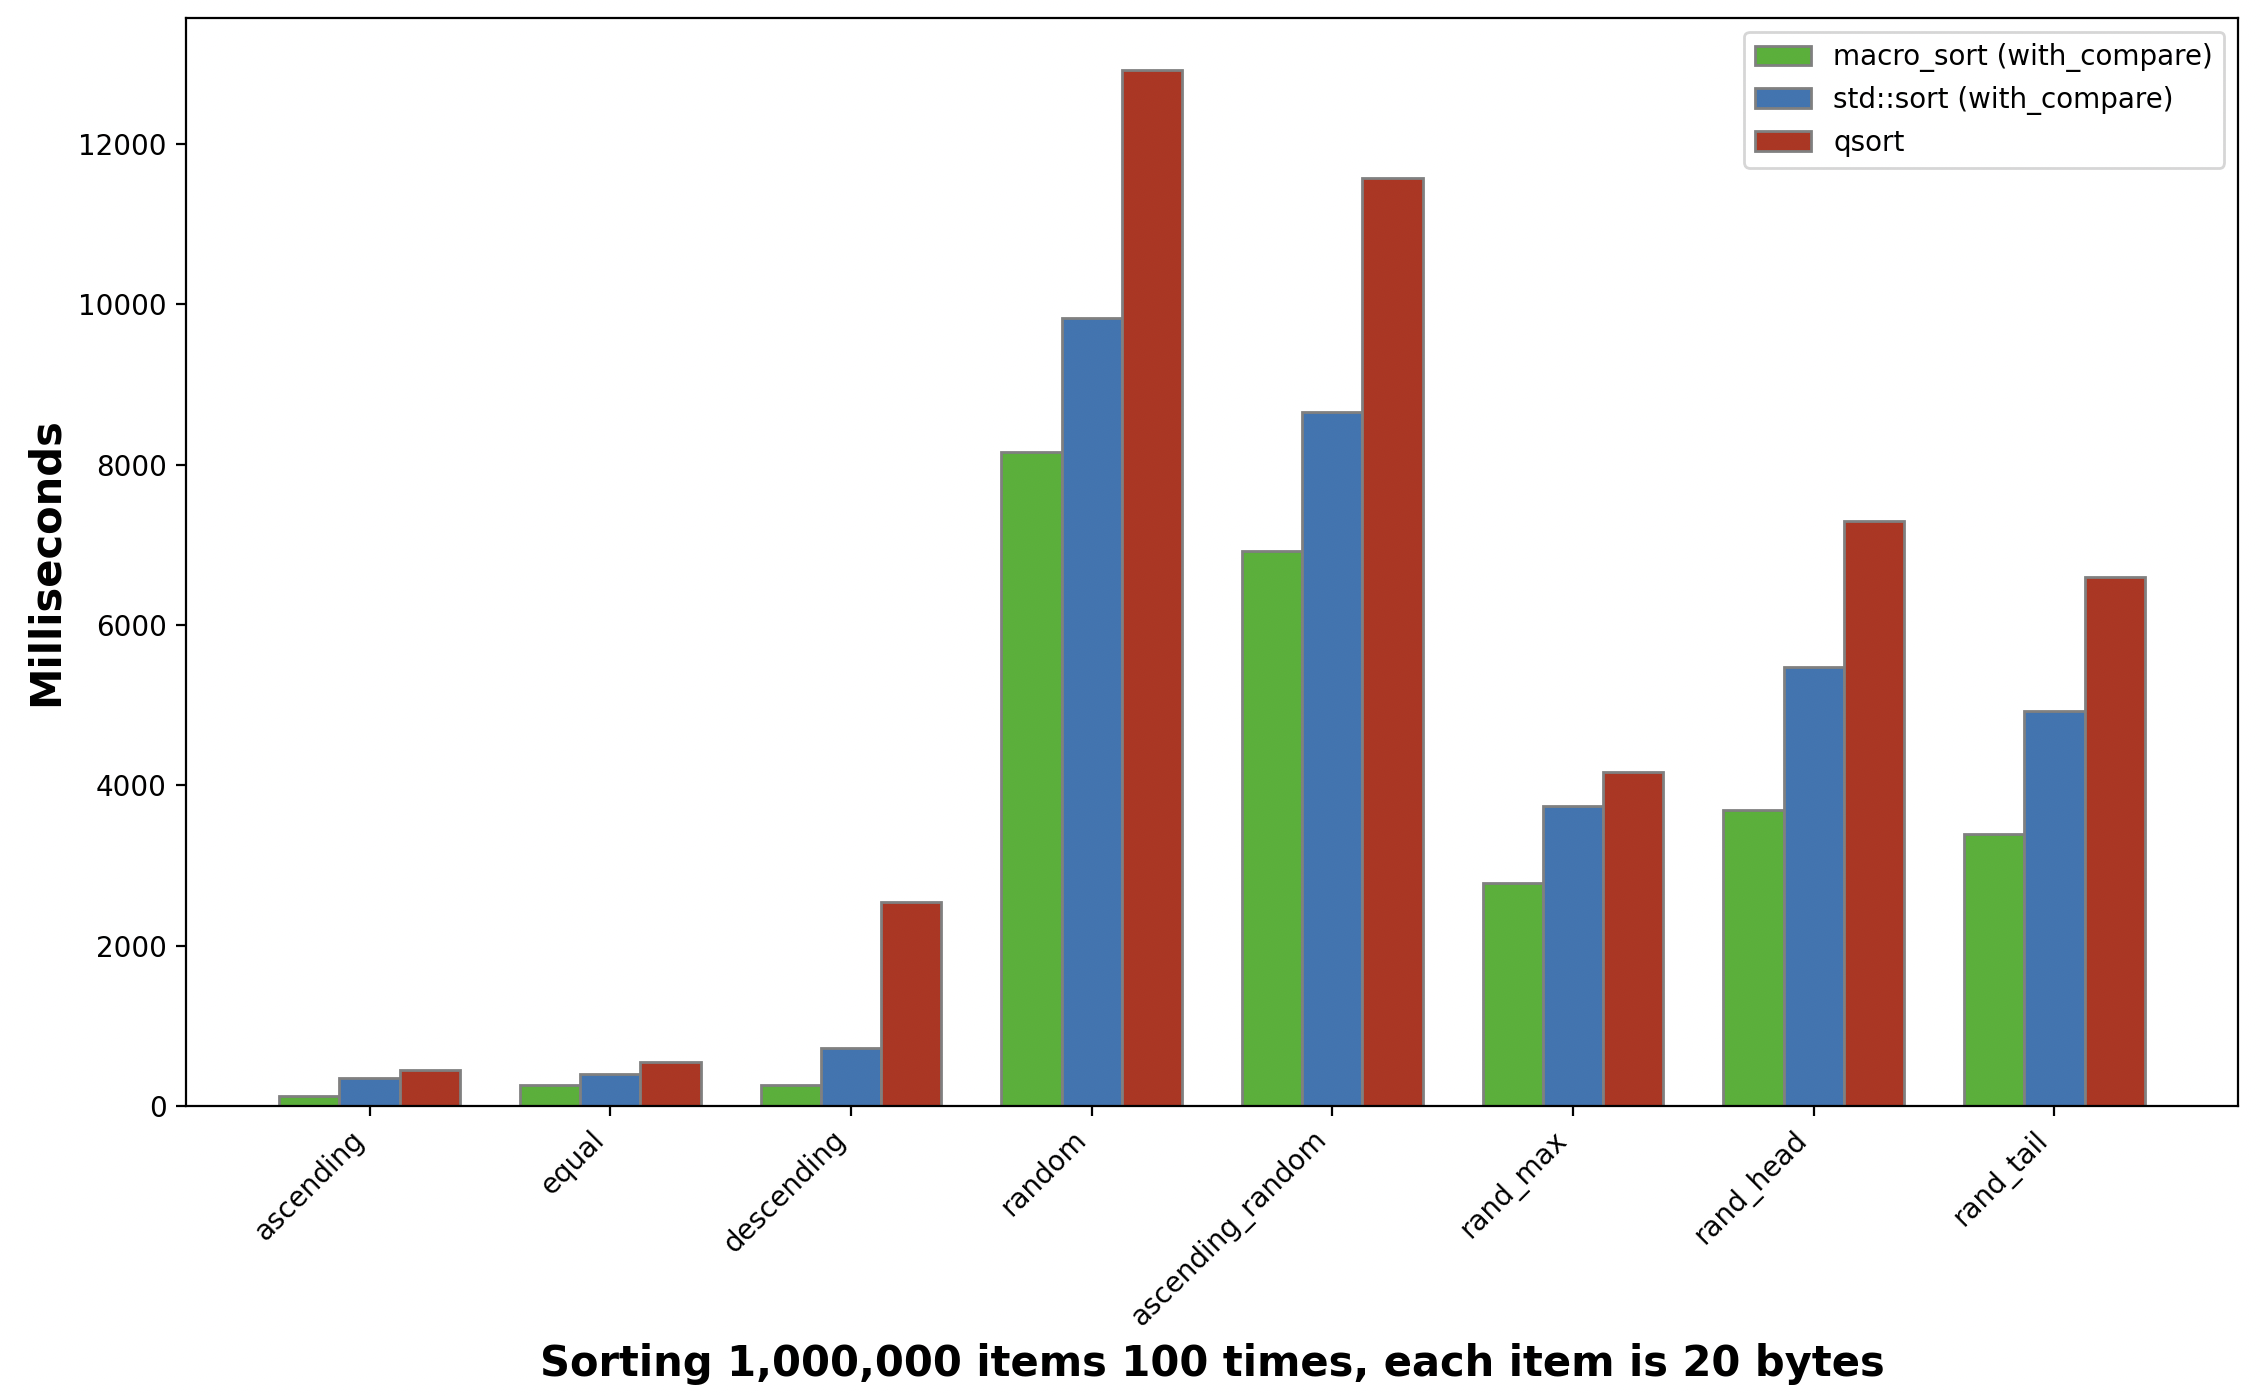 macro_sort (with_compare)
std::sort (with_compare)
qsort
Milliseconds
12000
10000
8000
6000
4000
2000
0
ascending
equal
descending
random
ascending_random
rand_max
rand_head
rand_tail
Sorting 1,000,000 items 100 times, each item is 20 bytes